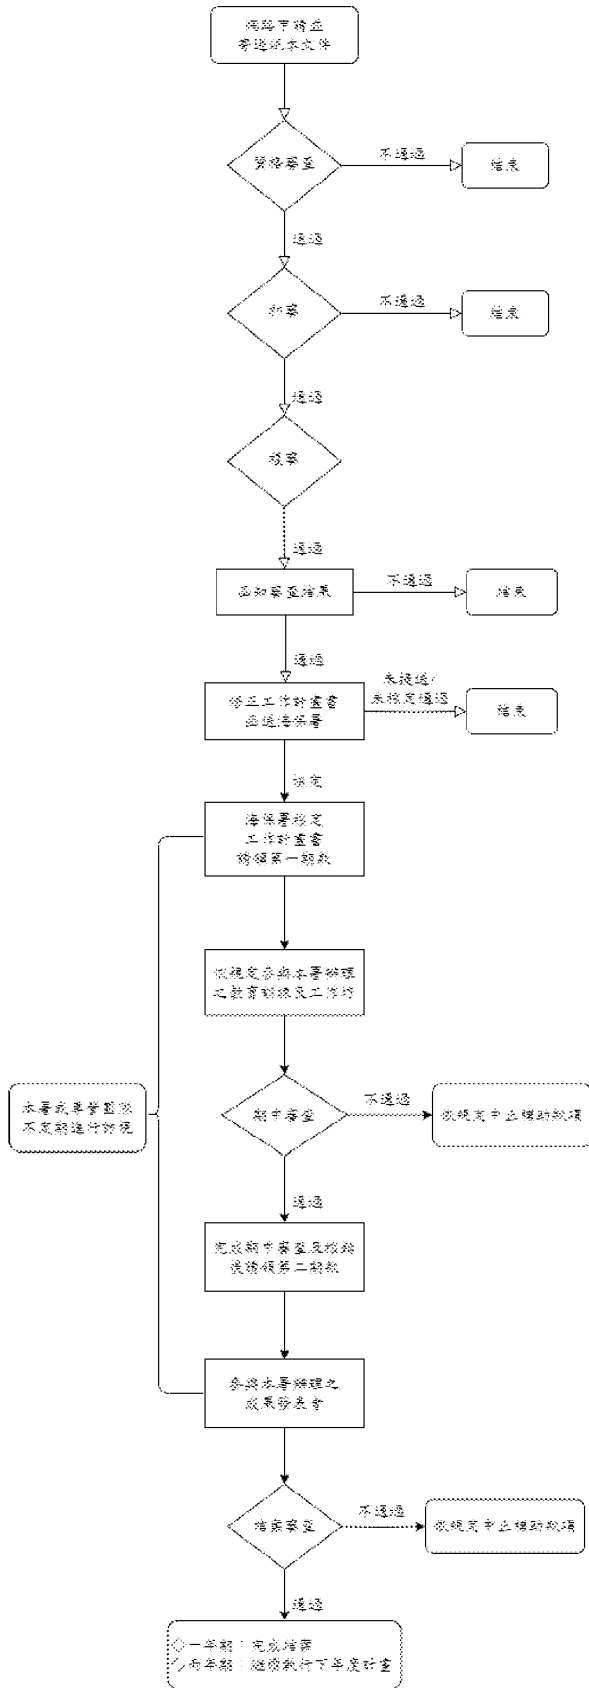 網路申請並
寄送紙本文件
資格審查
不通過
結束
通過
初審
不通過
結束
通過
複審
通過
函知審查結果
不通過
結束
通過
修正工作計畫書
函送海保署
未提送/
未核定通過
結束
核定
海保署核定
工作計畫書
請領第一期款
依規定參與本署辦理
之教育訓練及工作坊
本署或專管團隊
不定期進行訪視
期中審查
不通過
依規定中止補助款項
通過
完成期中審查及核銷
後請領第二期款
參與本署辦理之
成果發表會
結案審查
不通過
依規定中止補助款項
通過
◇一年期：完成結案
兩年期：繼續執行下年度計畫